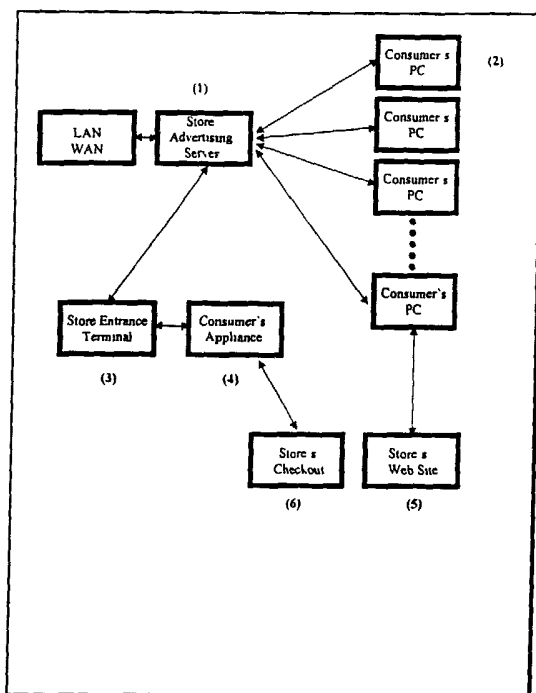 (1)
Consumer s
PC
(2)
LAN
WAN
Store
Advertising
Server
Consumer s
PC
Consumer s
PC
Consumer's
PC
Store Entrance
Terminal
Consumer's
Appliance
(3)
(4)
Store s
Checkout
Store s
Web Site
(6)
(5)